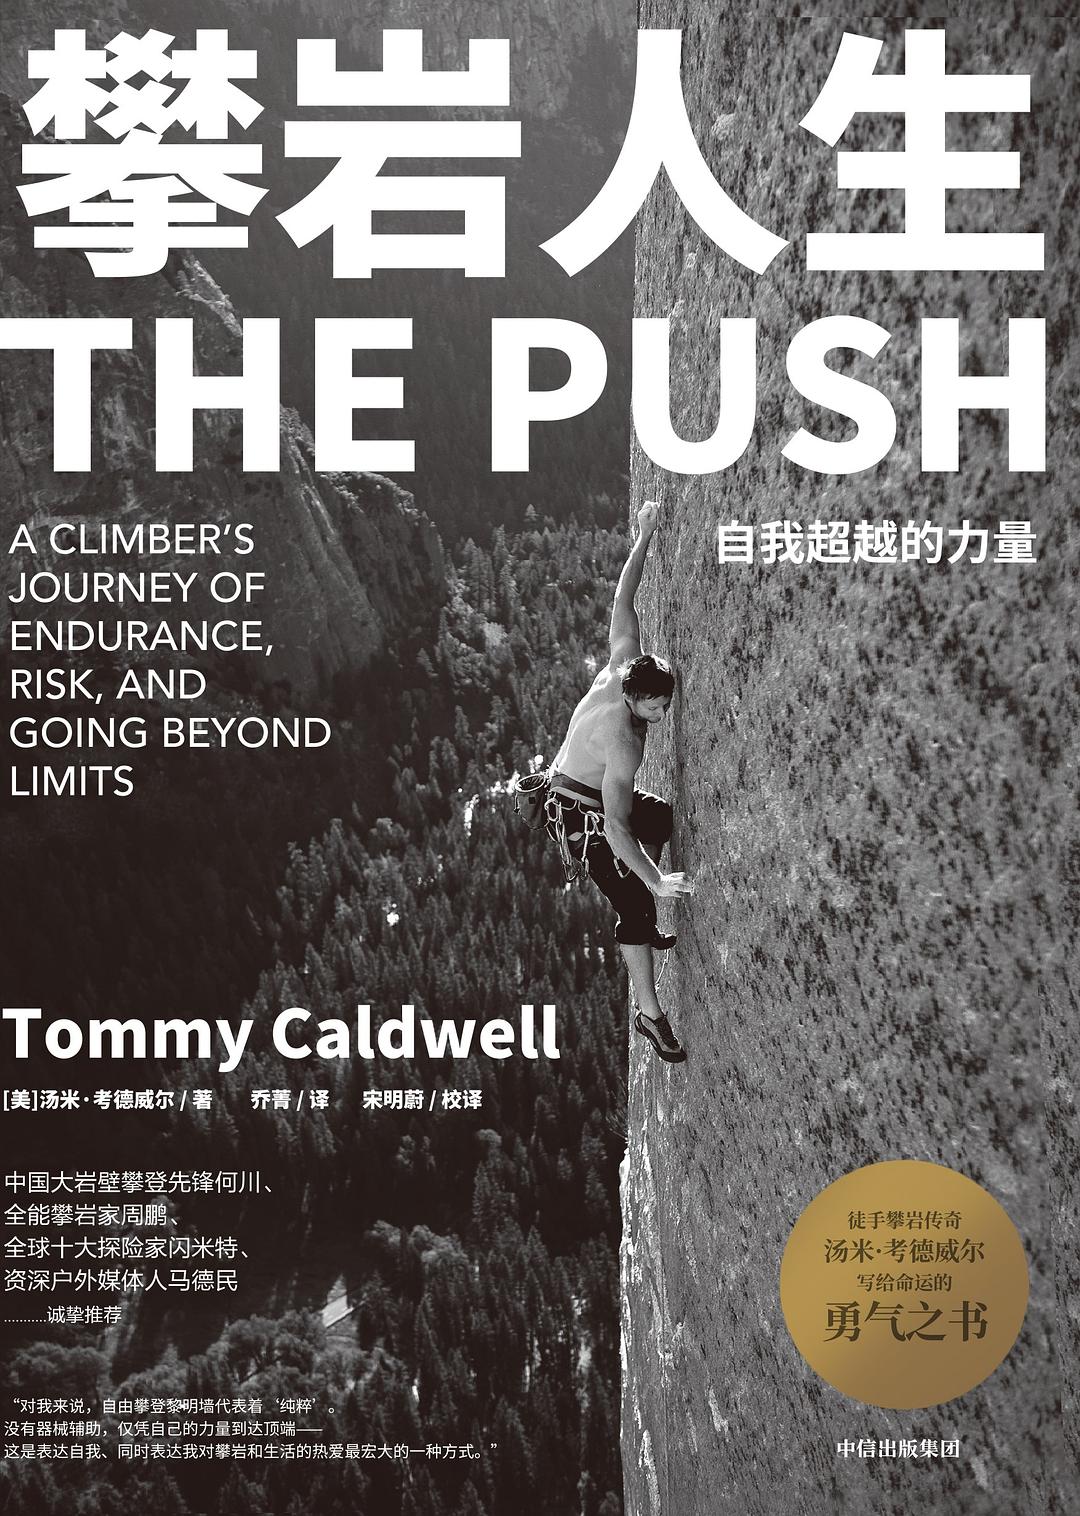 攀岩人生
THE PUSH
A CLIMBER'S
JOURNEY OF
ENDURANCE,
RISK, AND
GOING BEYOND
LIMITS
自我超越的力量
Tommy Caldwell
[美]汤米·考德威尔 / 著 乔菁 / 译 宋明蔚 / 校译
中国大岩壁攀登先锋何川、
全能攀岩家周鹏、
全球十大探险家闪米特、
资深户外媒体人马德民
...........诚挚推荐
“对我来说，自由攀登黎明墙代表着‘纯粹’。
没有器械辅助，仅凭自己的力量到达顶端——
这是表达自我、同时表达我对攀岩和生活的热爱最宏大的一种方式。”
徒手攀岩传奇
汤米·考德威尔
写给命运的
勇气之书
中信出版集团